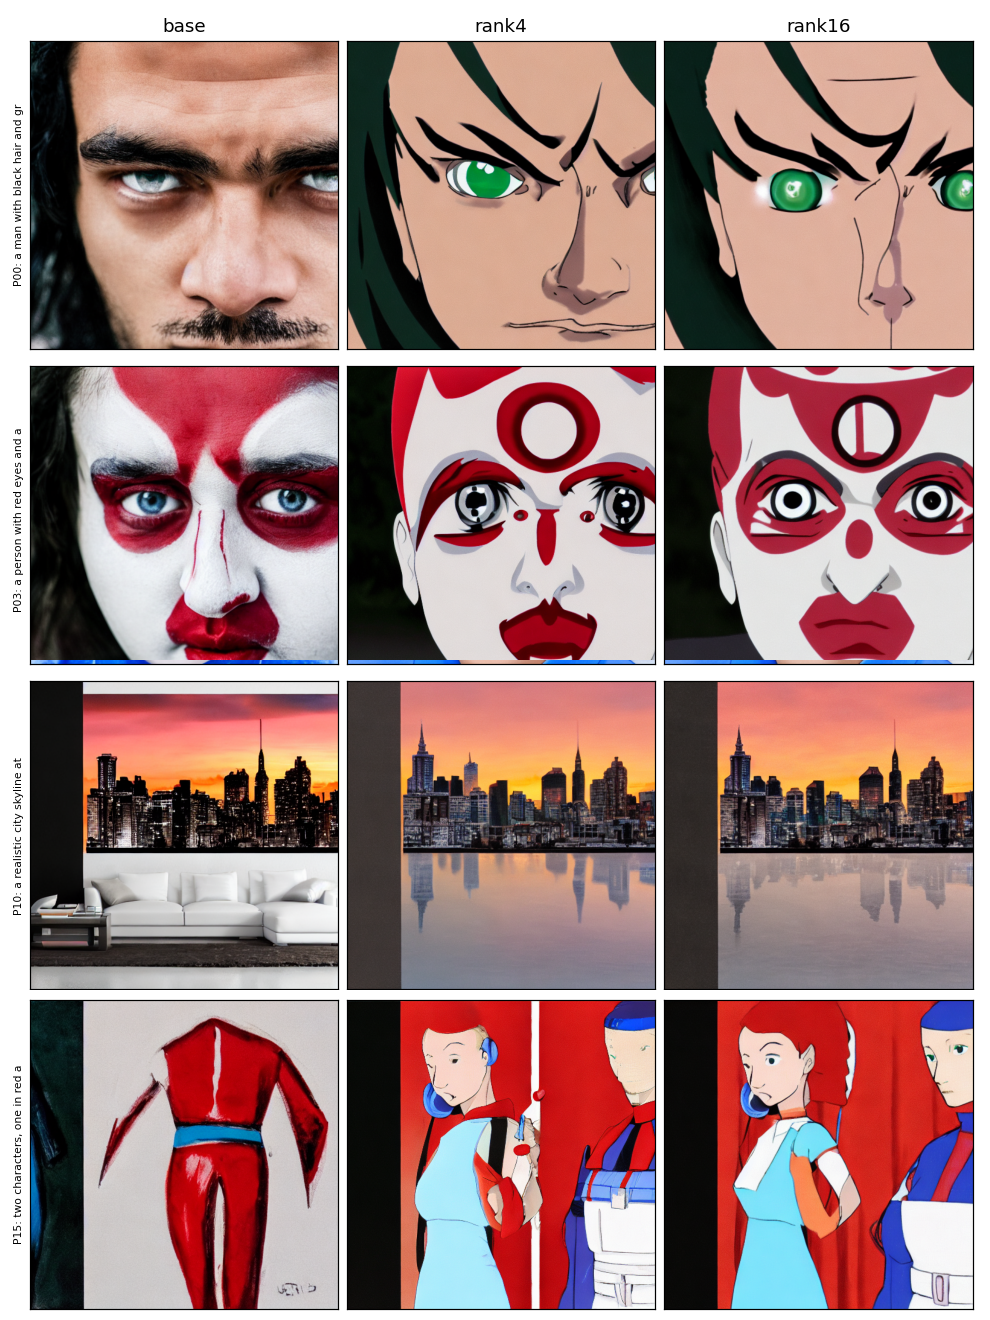 base rank4 rank16
P00: a man with black hair and gr
P03: a person with red eyes and a
P10: a realistic city skyline at
P15: two characters, one in red a